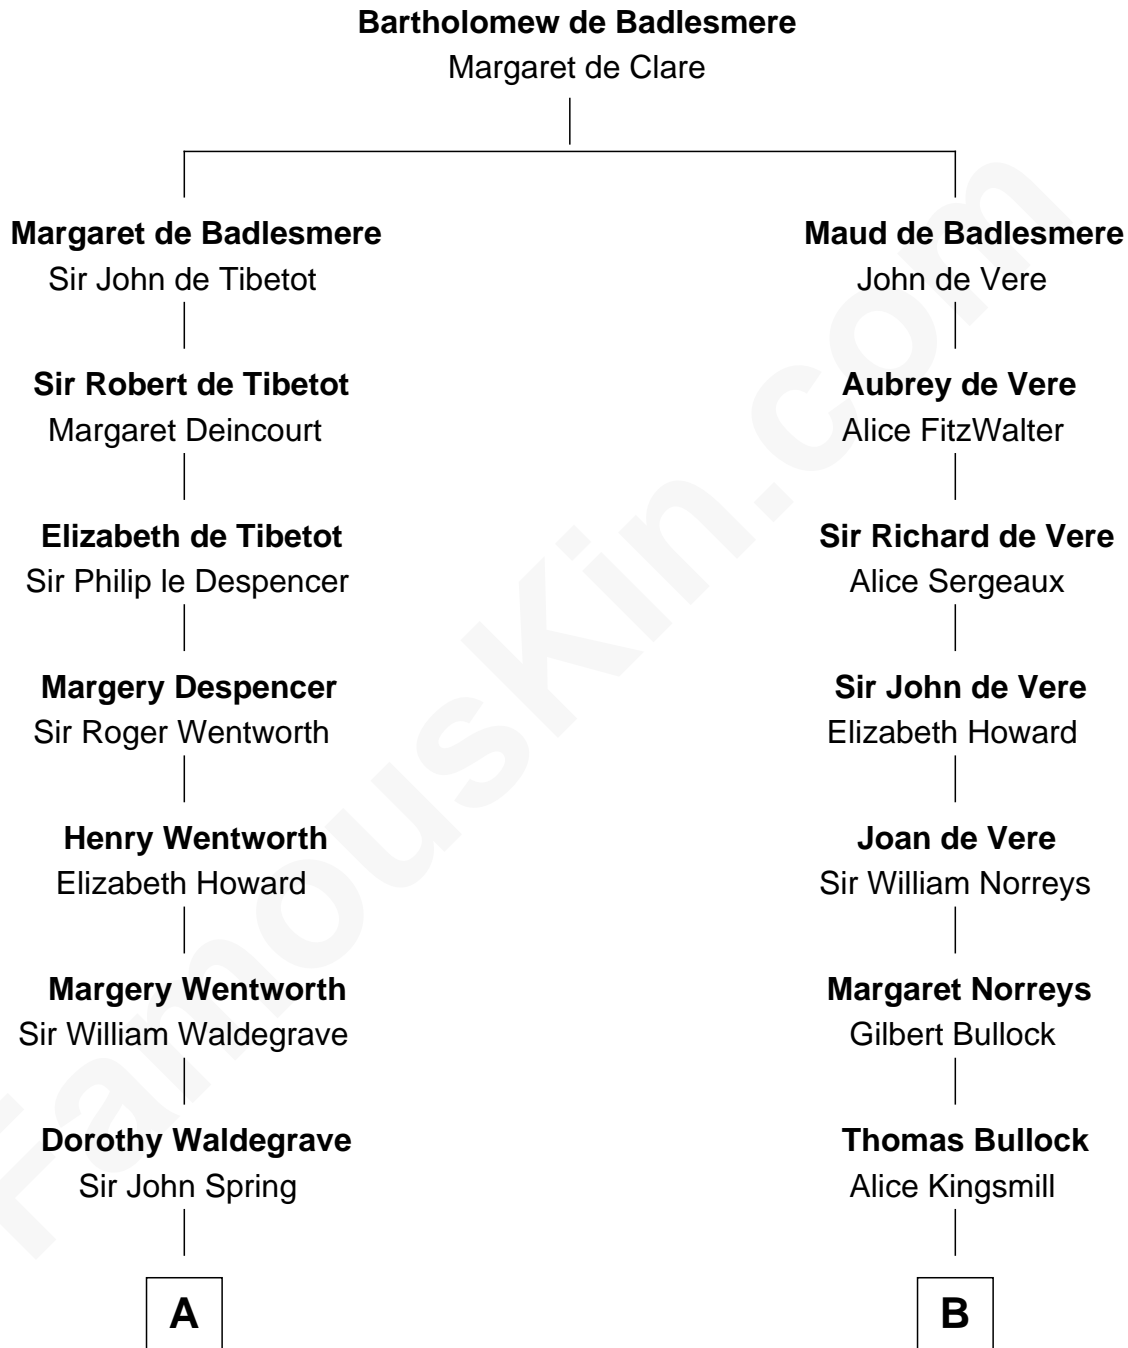 Bartholomew de Badlesmere
Margaret de Clare
Margaret de Badlesmere
Sir John de Tibetot
Maud de Badlesmere
John de Vere
Sir Robert de Tibetot
Margaret Deincourt
Aubrey de Vere
Alice FitzWalter
Elizabeth de Tibetot
Sir Philip le Despencer
Sir Richard de Vere
Alice Sergeaux
Margery Despencer
Sir Roger Wentworth
Sir John de Vere
Elizabeth Howard
Henry Wentworth
Elizabeth Howard
Joan de Vere
Sir William Norreys
Margery Wentworth
Sir William Waldegrave
Margaret Norreys
Gilbert Bullock
Dorothy Waldegrave
Sir John Spring
Thomas Bullock
Alice Kingsmill
A
B
FamousKin.com